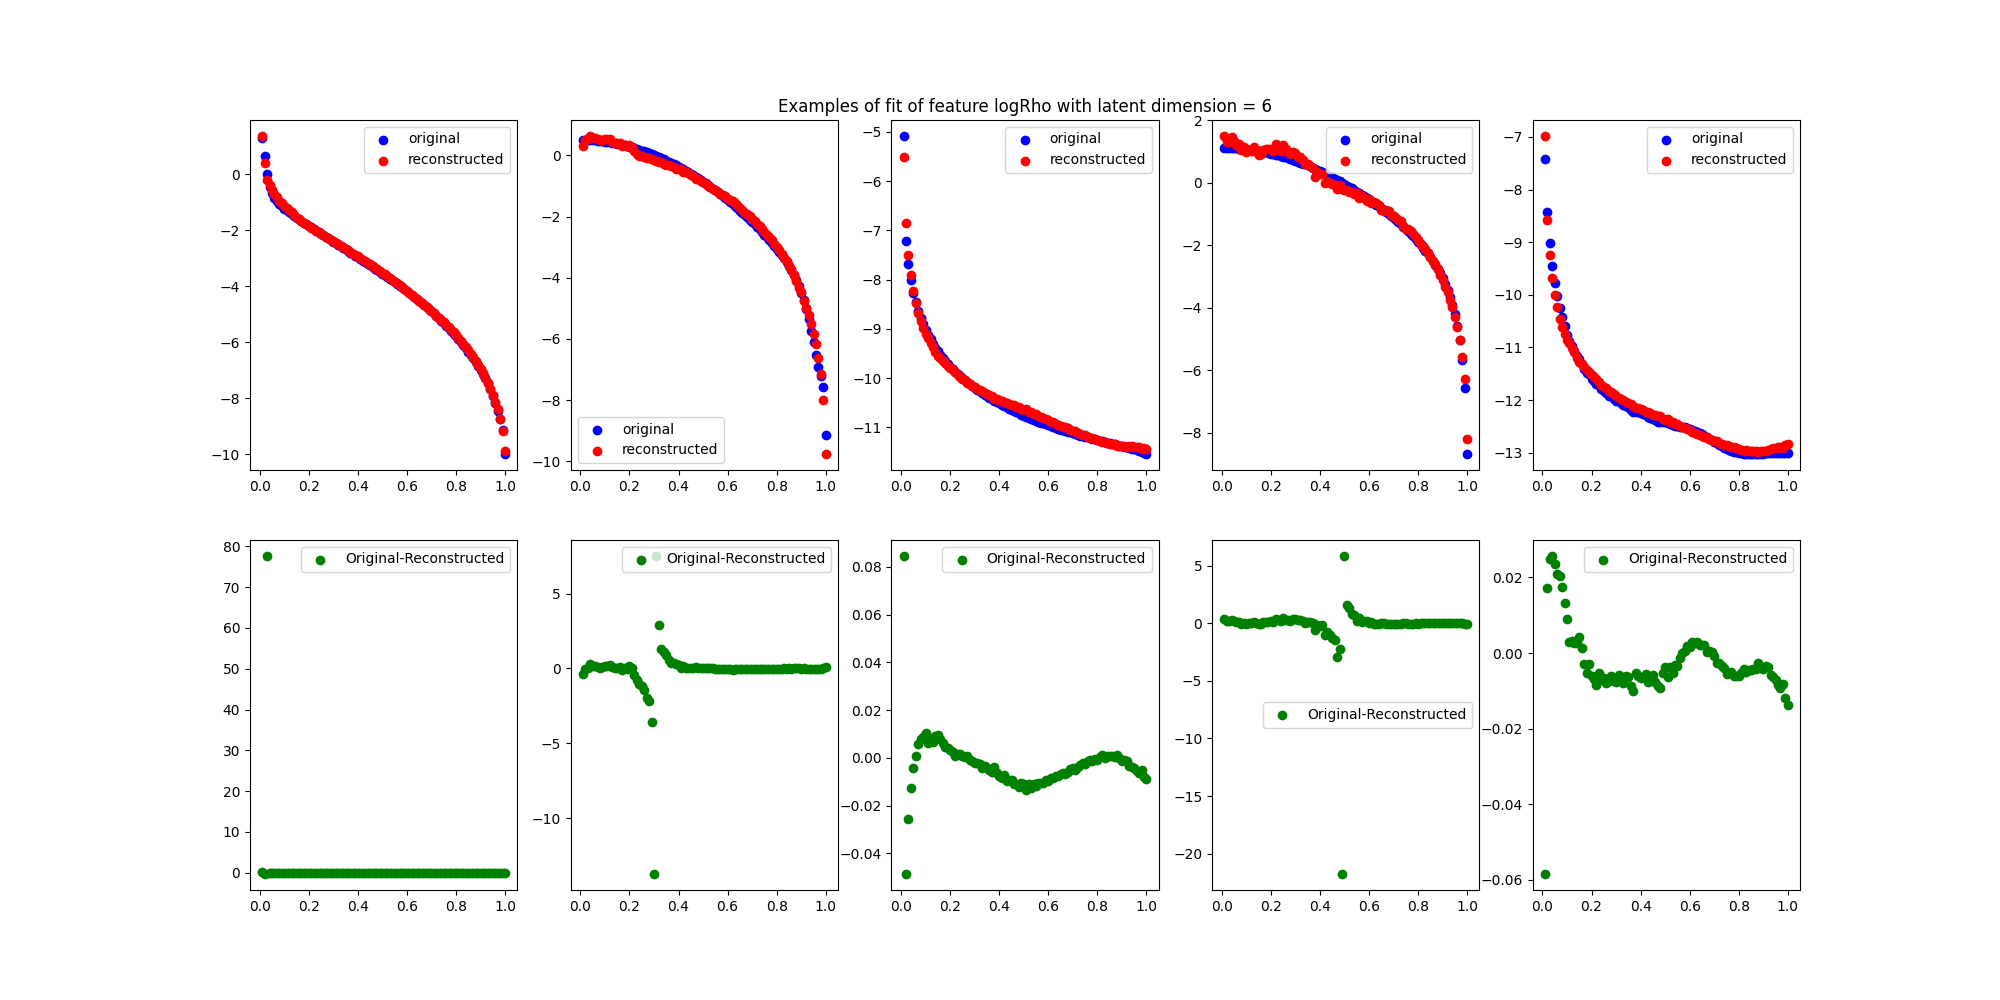 Examples of fit of feature logRho with latent dimension = 6
original
reconstructed
0
−2
−4
−6
−8
−10
0.0 0.2 0.4 0.6 0.8 1.0
original
reconstructed
0
−2
−4
−6
−8
−10
0.0 0.2 0.4 0.6 0.8 1.0
original
reconstructed
−5
−6
−7
−8
−9
−10
−11
0.0 0.2 0.4 0.6 0.8 1.0
original
reconstructed
2
0
−2
−4
−6
−8
0.0 0.2 0.4 0.6 0.8 1.0
original
reconstructed
−7
−8
−9
−10
−11
−12
−13
0.0 0.2 0.4 0.6 0.8 1.0
Original-Reconstructed
80
70
60
50
40
30
20
10
0
0.0 0.2 0.4 0.6 0.8 1.0
Original-Reconstructed
5
0
−5
−10
0.0 0.2 0.4 0.6 0.8 1.0
Original-Reconstructed
0.08
0.06
0.04
0.02
0.00
−0.02
−0.04
0.0 0.2 0.4 0.6 0.8 1.0
Original-Reconstructed
5
0
−5
−10
−15
−20
0.0 0.2 0.4 0.6 0.8 1.0
Original-Reconstructed
0.02
0.00
−0.02
−0.04
−0.06
0.0 0.2 0.4 0.6 0.8 1.0